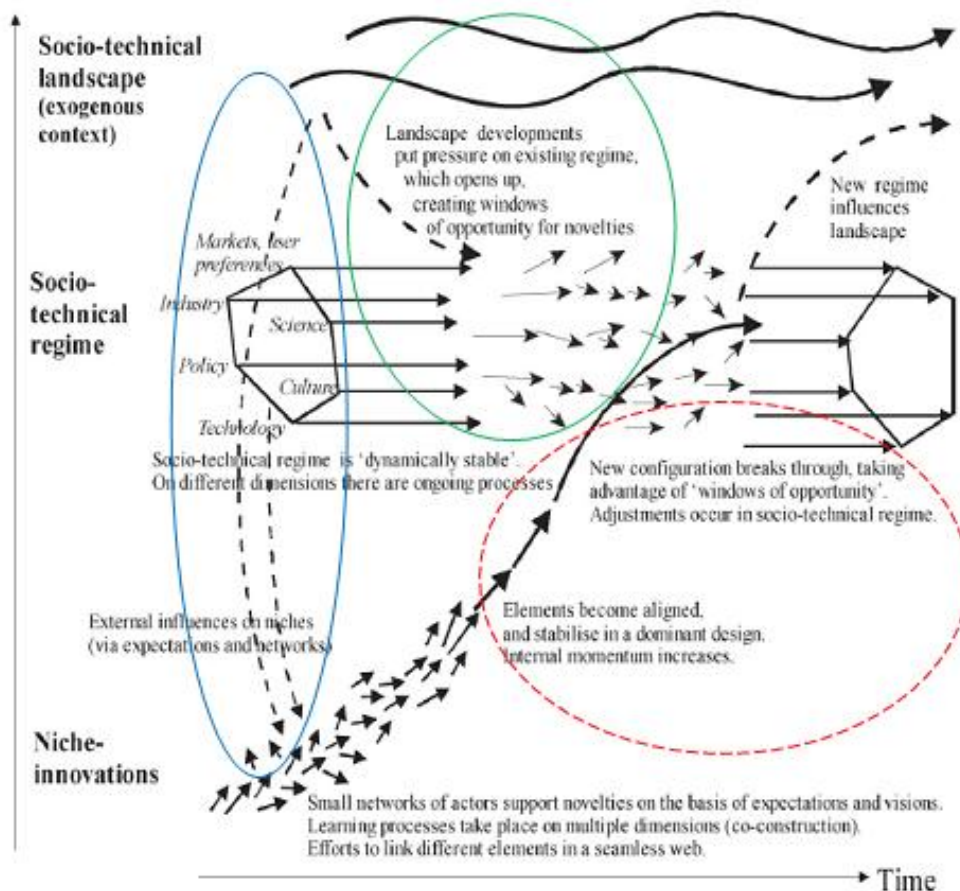 Socio-technical
landscape
(exogenous
context)
Landscape developments
put pressure on existing regime,
which opens up,
creating windows
of opportunity for novelties
New regime
influences
landscape
Markets, user
preferences
Socio-
technical
regime
Industry
Science
Policy
Culture
Technology
Socio-technical regime is ‘dynamically stable’.
On different dimensions there are ongoing processes
New configuration breaks through, taking
advantage of ‘windows of opportunity’.
Adjustments occur in socio-technical regime.
External influences on niches
(via expectations and networks)
Elements become aligned,
and stabilise in a dominant design.
Internal momentum increases.
Niche-
innovations
Small networks of actors support novelties on the basis of expectations and visions.
Learning processes take place on multiple dimensions (co-construction).
Efforts to link different elements in a seamless web.
Time